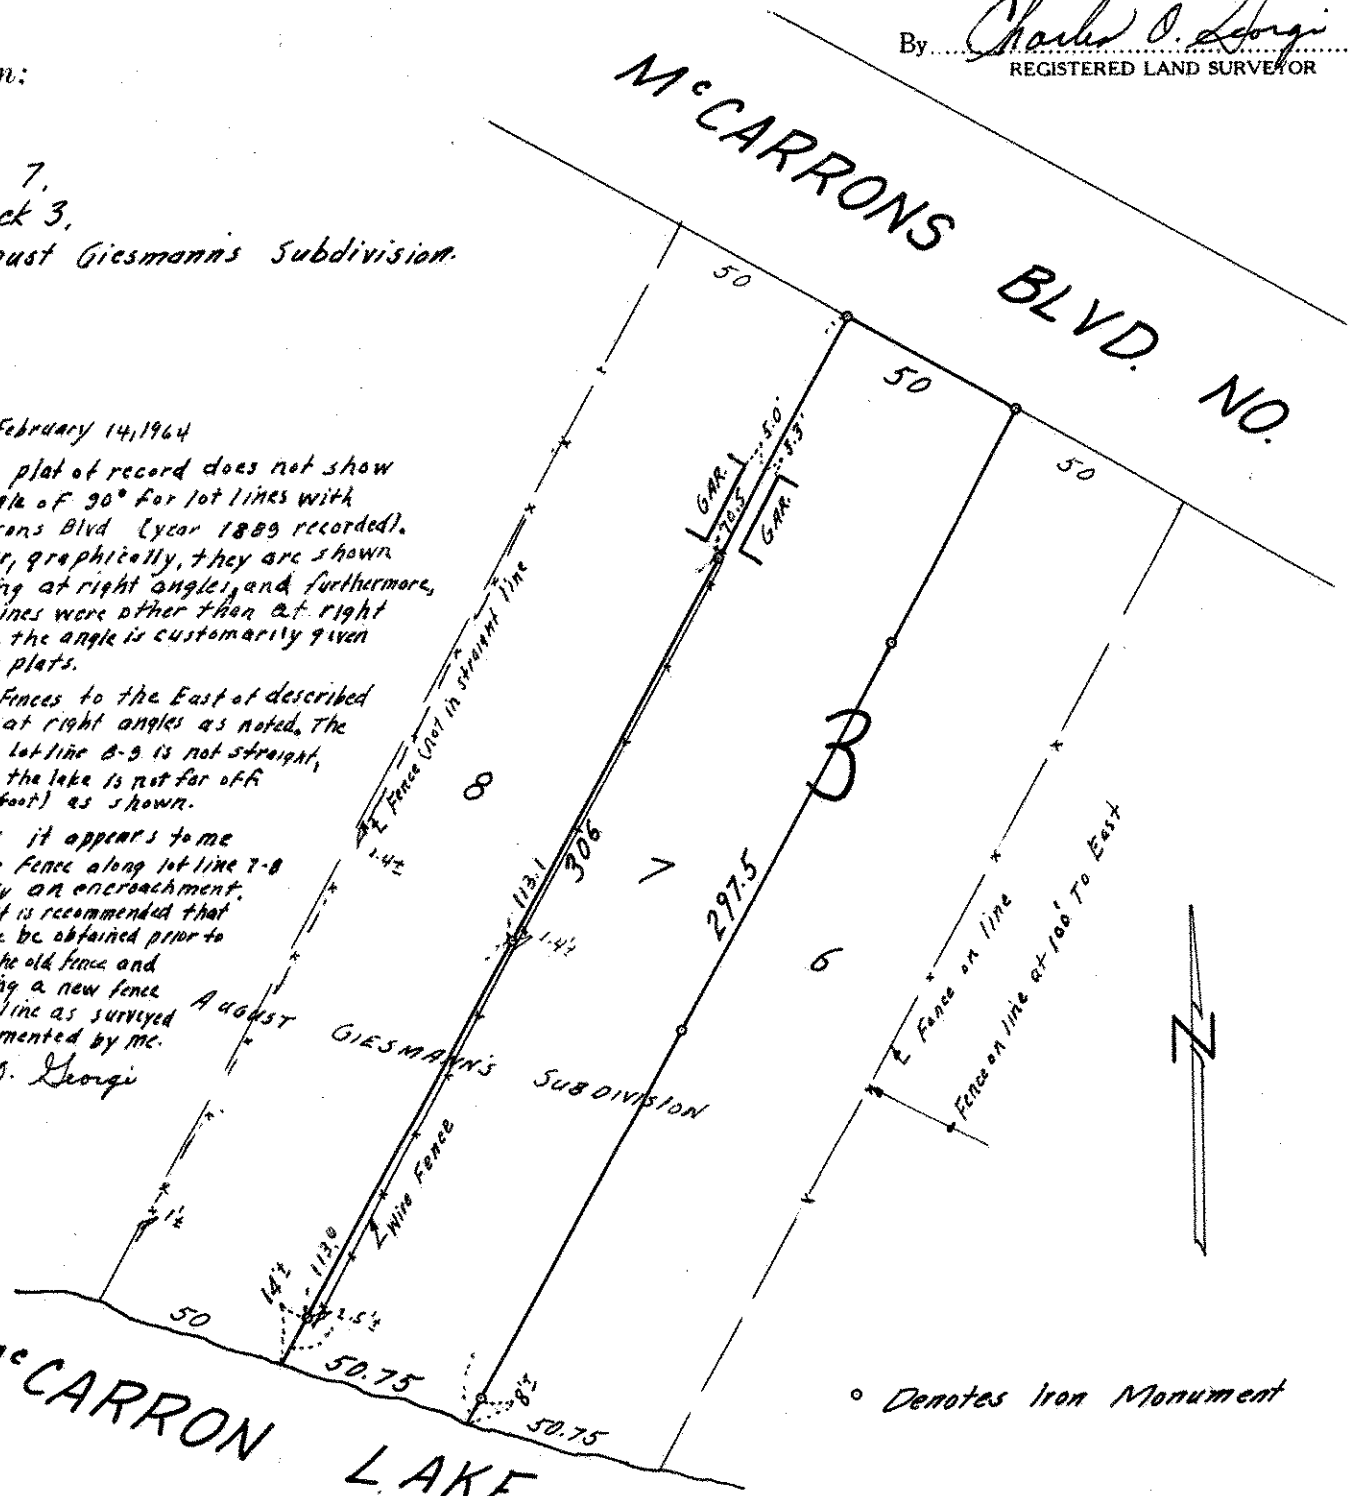 By Charles O. Georgi
REGISTERED LAND SURVEYOR
n:
7,
ck 3,
gust Giesmann's Subdivision.
February 14, 1964
plat of record does not show
gle of 90° for lot lines with
rons Blvd (year 1889 recorded).
r, graphically, they are shown
ng at right angles, and furthermore,
ines were other than at right
the angle is customarily given
plats.
Fences to the East of described
at right angles as noted. The
lot line 8-9 is not straight,
the lake is not far off
foot) as shown.
it appears to me
e fence along lot line 7-8
y an encroachment.
t is recommended that
e be obtained prior to
he old fence and
ng a new fence
line as surveyed
mented by me.
O. Georgi
McCARRONS BLVD. NO.
50
50
50
5.0'
3.3'
GAR.
70.5
GAR.
Fence (not in straight line
1.4'±
8
306
113.1
1.4'±
7
B
297.5
6
Fence on line
Fence on line at 100' To East
AUGUST GIESMANN'S SUBDIVISION
Wire Fence
1'±
14'±
113.0
2.5'±
8'±
50
50.75
50.75
N
cCARRON LAKE
Denotes Iron Monument